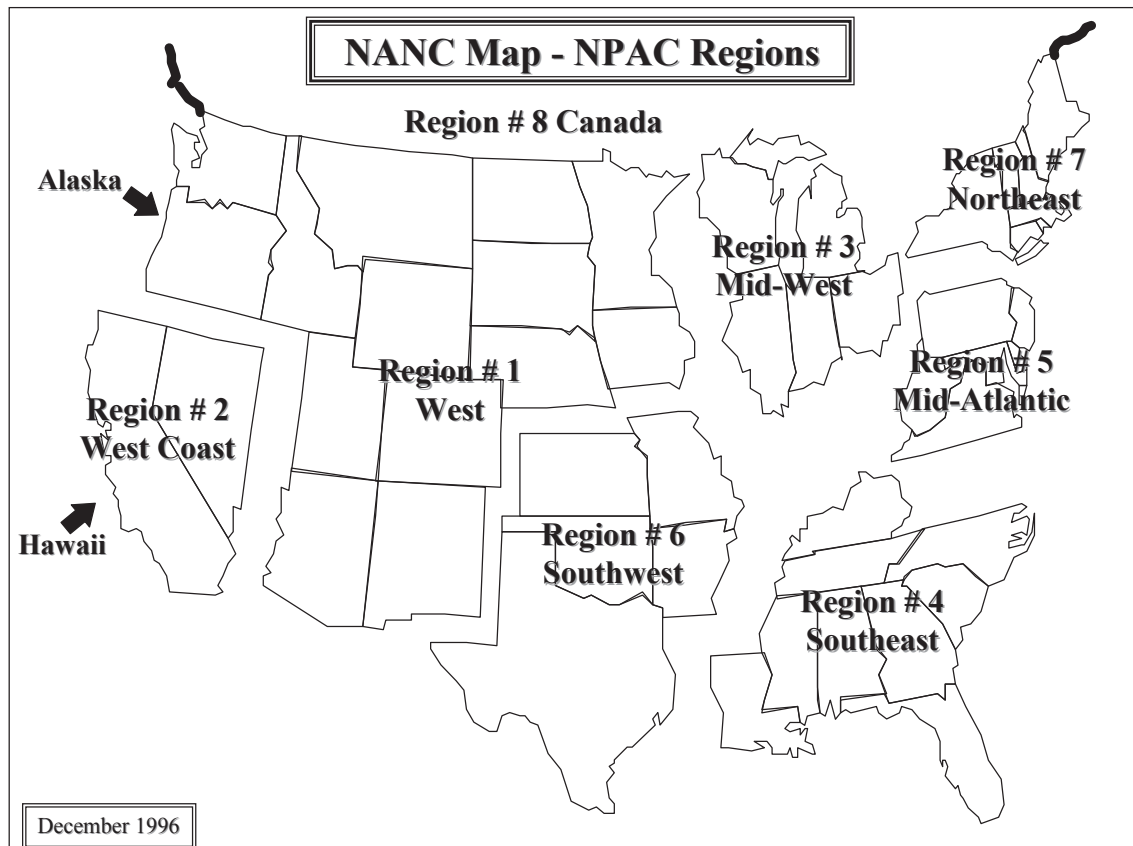 NANC Map - NPAC Regions
Region # 8 Canada
Alaska
Region # 7
Northeast
Region # 3
Mid-West
Region # 1
West
Region # 5
Mid-Atlantic
Region # 2
West Coast
Hawaii
Region # 6
Southwest
Region # 4
Southeast
December 1996